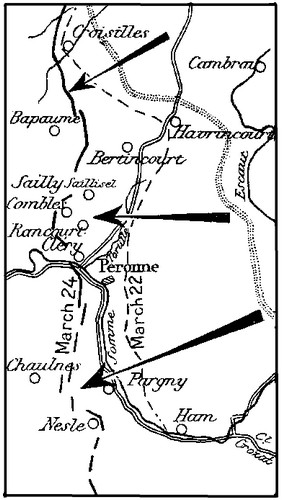 Croisilles
Cambrai
Bapaume
Havrincourt
Bertincourt
Escaut
Sailly Saillisel
Combles
Rancourt
Clery
Peronne
March 24
March 22
Somme
Chaulnes
Pargny
Nesle
Ham
Cl
Crozat